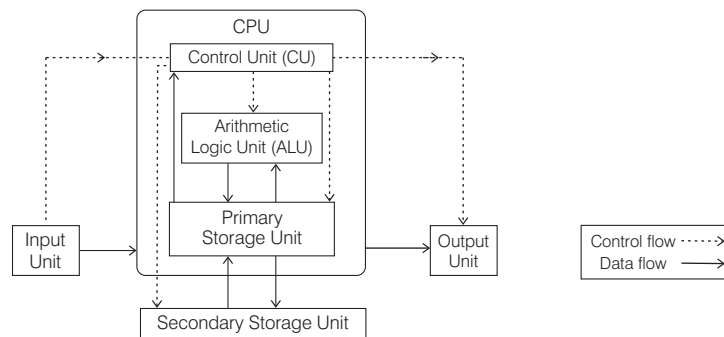 CPU
Control Unit (CU)
Arithmetic
Logic Unit (ALU)
Primary
Storage Unit
Input
Unit
Output
Unit
Secondary Storage Unit
Control flow
Data flow